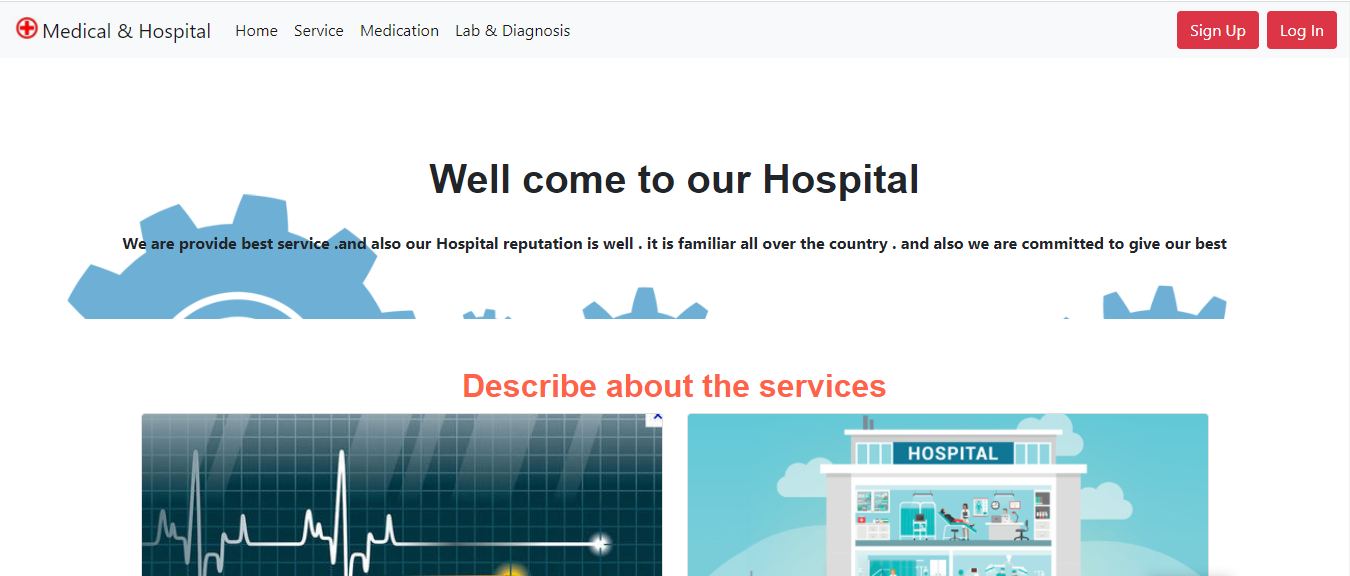 Medical & Hospital Home Service Medication Lab & Diagnosis Sign Up Log In
Well come to our Hospital
We are provide best service .and also our Hospital reputation is well . it is familiar all over the country . and also we are committed to give our best
Describe about the services
HOSPITAL